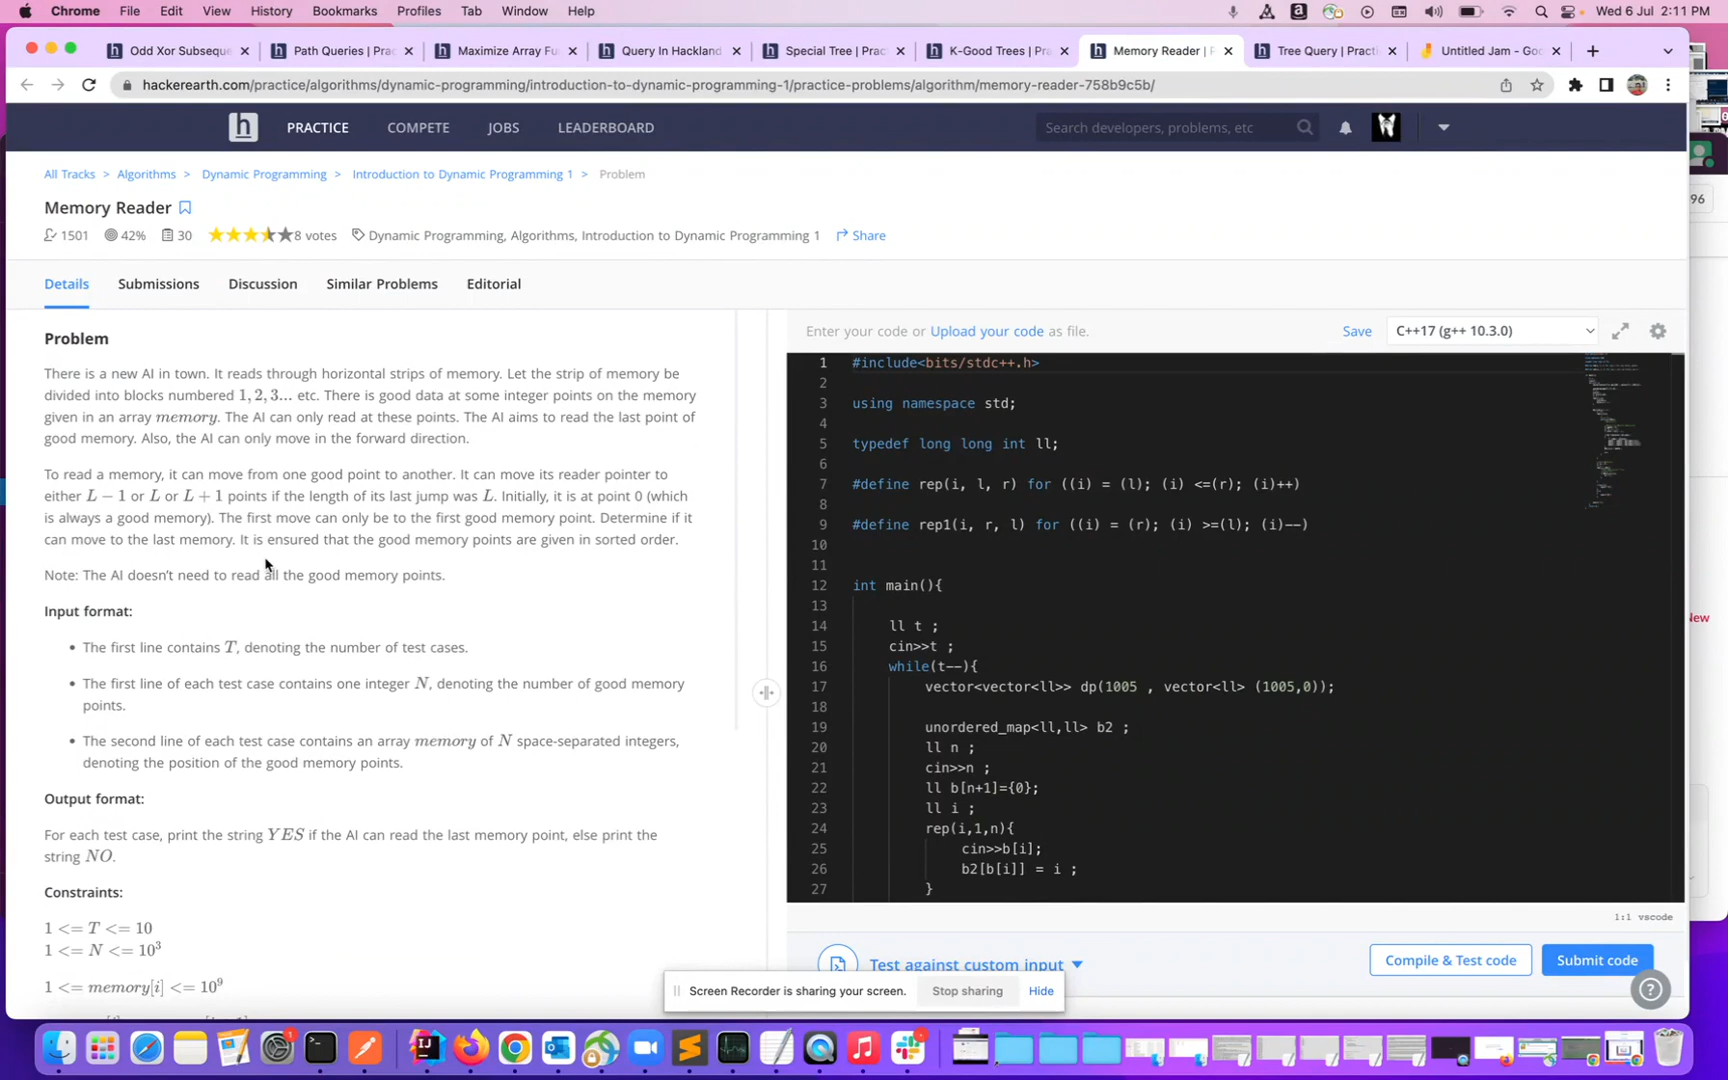 Chrome File Edit View History Bookmarks Profiles Tab Window Help Wed 6 Jul 2:11 PM
Odd Xor Subseque Path Queries | Prac Maximize Array Fu Query In Hackland Special Tree | Prac K-Good Trees | Pra Memory Reader | P Tree Query | Practi Untitled Jam - Goo
hackerearth.com/practice/algorithms/dynamic-programming/introduction-to-dynamic-programming-1/practice-problems/algorithm/memory-reader-758b9c5b/
h PRACTICE COMPETE JOBS LEADERBOARD Search developers, problems, etc
All Tracks > Algorithms > Dynamic Programming > Introduction to Dynamic Programming 1 > Problem
96
Memory Reader
1501 42% 30 8 votes Dynamic Programming, Algorithms, Introduction to Dynamic Programming 1 Share
Details Submissions Discussion Similar Problems Editorial
Problem
There is a new AI in town. It reads through horizontal strips of memory. Let the strip of memory be
divided into blocks numbered 1, 2, 3... etc. There is good data at some integer points on the memory
given in an array memory. The AI can only read at these points. The AI aims to read the last point of
good memory. Also, the AI can only move in the forward direction.
To read a memory, it can move from one good point to another. It can move its reader pointer to
either L − 1 or L or L + 1 points if the length of its last jump was L. Initially, it is at point 0 (which
is always a good memory). The first move can only be to the first good memory point. Determine if it
can move to the last memory. It is ensured that the good memory points are given in sorted order.
Note: The AI doesn't need to read all the good memory points.
Input format:
• The first line contains T, denoting the number of test cases.
• The first line of each test case contains one integer N, denoting the number of good memory
points.
• The second line of each test case contains an array memory of N space-separated integers,
denoting the position of the good memory points.
Output format:
For each test case, print the string YES if the AI can read the last memory point, else print the
string NO.
Constraints:
1 <= T <= 10
1 <= N <= 10³
1 <= memory[i] <= 10⁹
Enter your code or Upload your code as file. Save C++17 (g++ 10.3.0)
1 #include<bits/stdc++.h>
2
3 using namespace std;
4
5 typedef long long int ll;
6
7 #define rep(i, l, r) for ((i) = (l); (i) <=(r); (i)++)
8
9 #define rep1(i, r, l) for ((i) = (r); (i) >=(l); (i)--)
10
11
12 int main(){
13
14 ll t ;
15 cin>>t ;
16 while(t--){
17 vector<vector<ll>> dp(1005 , vector<ll> (1005,0));
18
19 unordered_map<ll,ll> b2 ;
20 ll n ;
21 cin>>n ;
22 ll b[n+1]={0};
23 ll i ;
24 rep(i,1,n){
25 cin>>b[i];
26 b2[b[i]] = i ;
27 }
1:1 vscode
Test against custom input Compile & Test code Submit code
Screen Recorder is sharing your screen. Stop sharing Hide